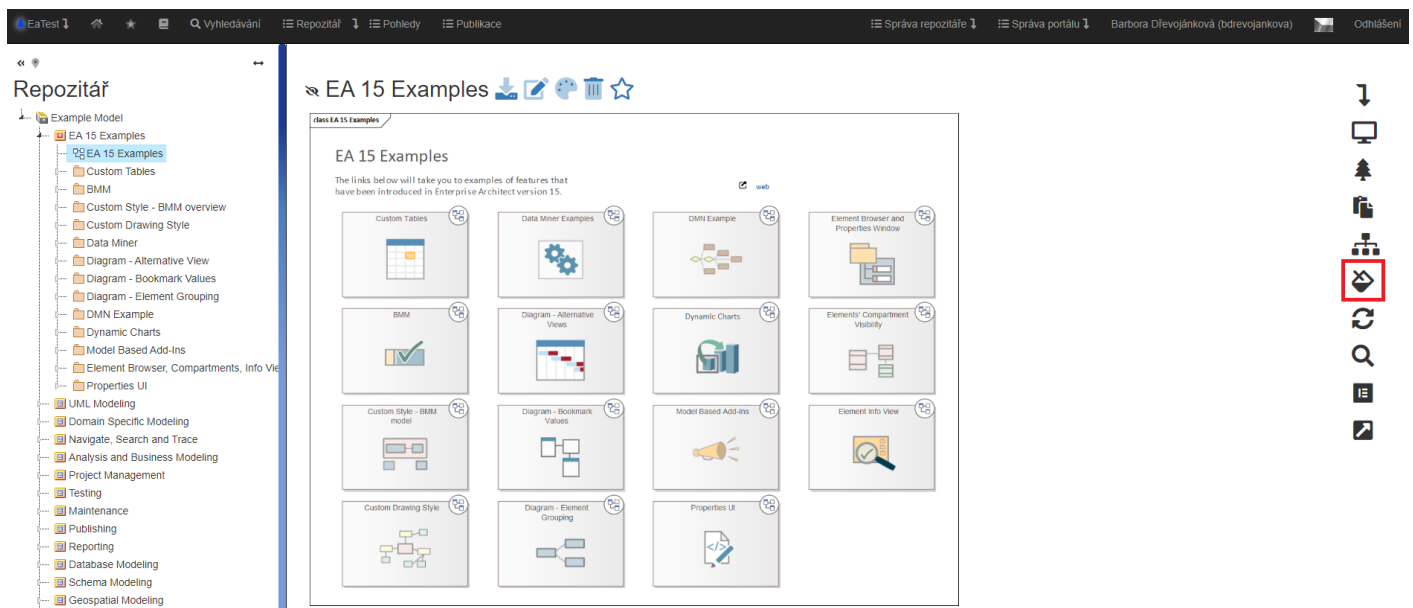 EaTest
Vyhledávání
Repozitář
Pohledy
Publikace
Správa repozitáře
Správa portálu
Barbora Dřevojánková (bdrevojankova)
Odhlášení
Repozitář
Example Model
EA 15 Examples
EA 15 Examples
Custom Tables
BMM
Custom Style - BMM overview
Custom Drawing Style
Data Miner
Diagram - Alternative View
Diagram - Bookmark Values
Diagram - Element Grouping
DMN Example
Dynamic Charts
Model Based Add-Ins
Element Browser, Compartments, Info Vie
Properties UI
UML Modeling
Domain Specific Modeling
Navigate, Search and Trace
Analysis and Business Modeling
Project Management
Testing
Maintenance
Publishing
Reporting
Database Modeling
Schema Modeling
Geospatial Modeling
EA 15 Examples
class EA 15 Examples
EA 15 Examples
The links below will take you to examples of features that
have been introduced in Enterprise Architect version 15.
web
Custom Tables
Data Miner Examples
DMN Example
Element Browser and
Properties Window
BMM
Diagram - Alternative
Views
Dynamic Charts
Elements' Compartment
Visibility
Custom Style - BMM
model
Diagram - Bookmark
Values
Model Based Add-Ins
Element Info View
Custom Drawing Style
Diagram - Element
Grouping
Properties UI